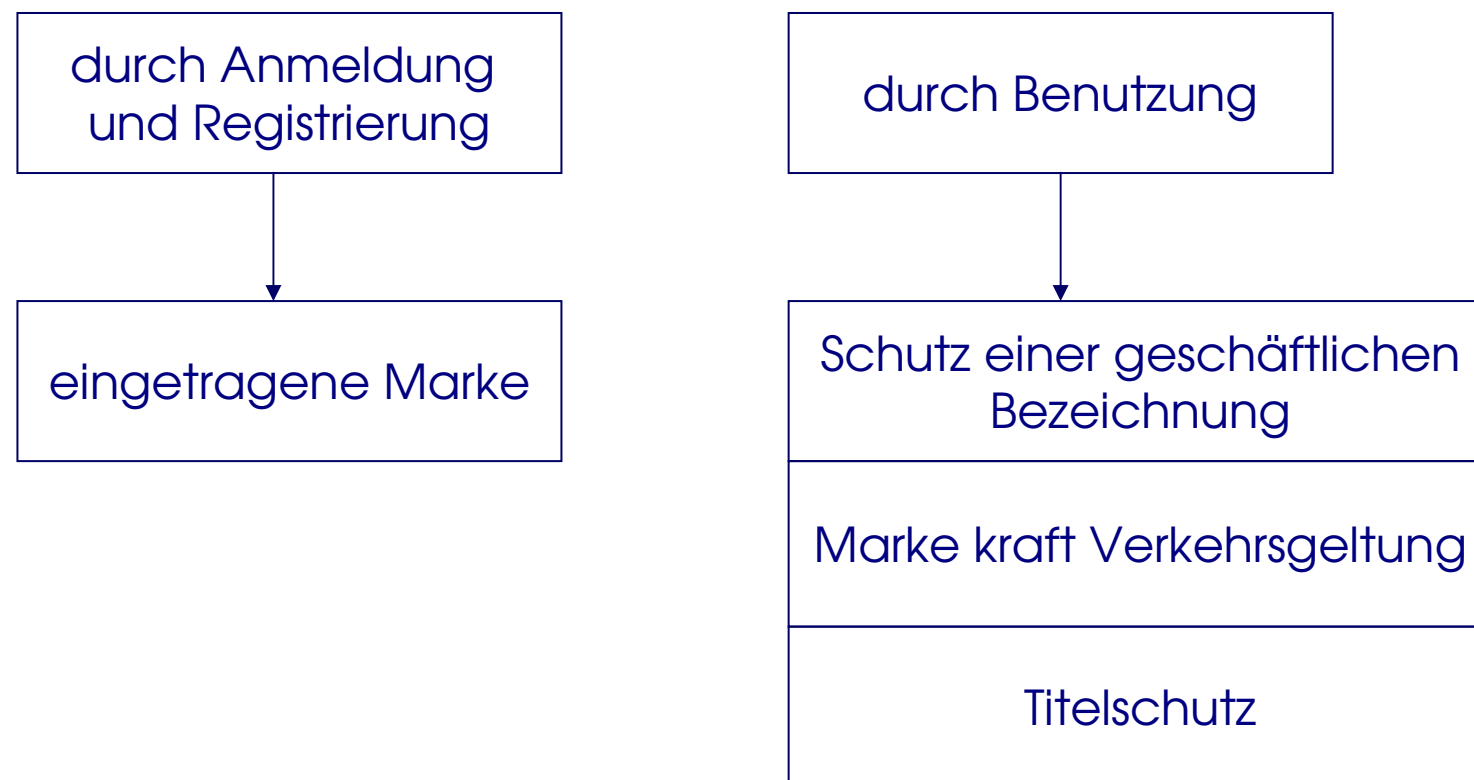 durch Anmeldung
und Registrierung
durch Benutzung
eingetragene Marke
Schutz einer geschäftlichen
Bezeichnung
Marke kraft Verkehrsgeltung
Titelschutz